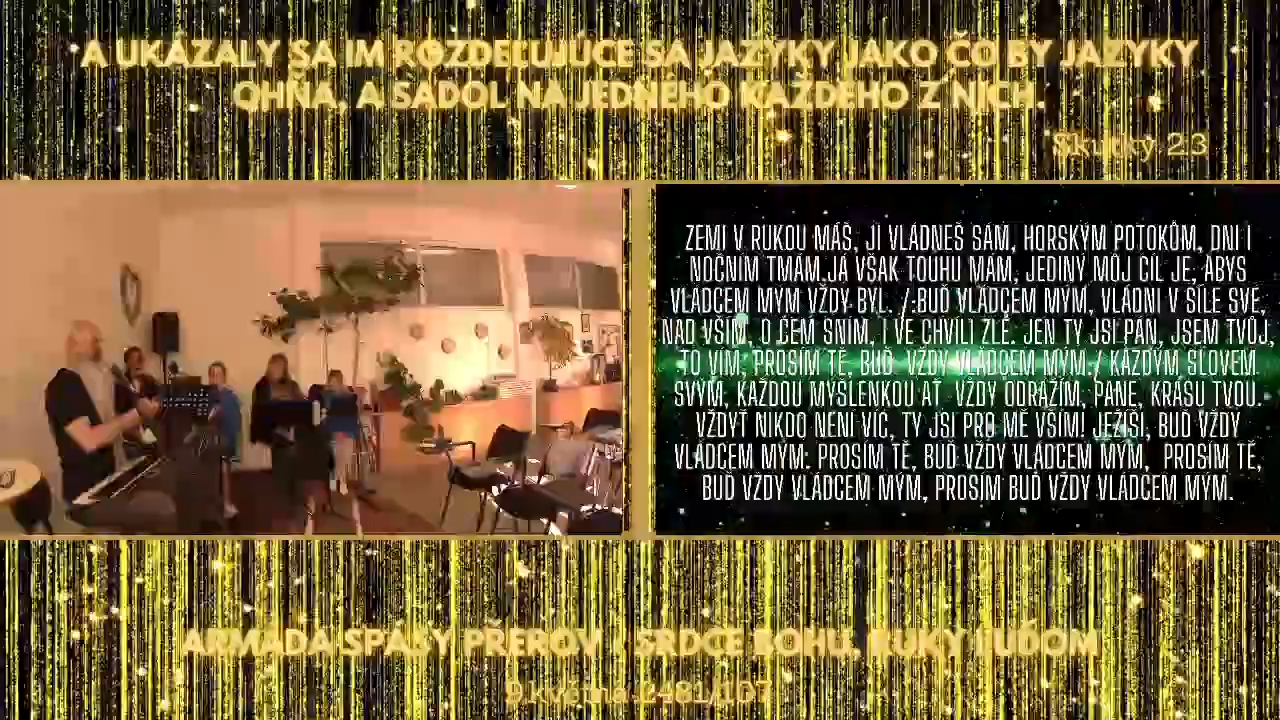 A UKÁZALY SA IM ROZDEĽUJÚCE SA JAZYKY JAKO ČO BY JAZYKY
OHŇA, A SADOL NA JEDNÉHO KAŽDÉHO Z NICH.
Skutky 2:3
ZEMI V RUKOU MÁŠ, JÍ VLÁDNEŠ SÁM, HORSKÝM POTOKŮM, DNI I
NOČNÍM TMÁM.JÁ VŠAK TOUHU MÁM, JEDINÝ MŮJ CÍL JE, ABYS
VLÁDCEM MÝM VŽDY BYL. /:BUĎ VLÁDCEM MÝM, VLÁDNI V SÍLE SVÉ,
NAD VŠÍM, O ČEM SNÍM, I VE CHVÍLI ZLÉ. JEN TY JSI PÁN, JSEM TVŮJ,
TO VÍM; PROSÍM TĚ, BUĎ VŽDY VLÁDCEM MÝM:/ KAŽDÝM SLOVEM
SVÝM, KAŽDOU MYŠLENKOU AŤ VŽDY ODRÁŽÍM, PANE, KRÁSU TVOU.
VŽDYŤ NIKDO NENÍ VÍC, TY JSI PRO MĚ VŠÍM! JEŽÍŠI, BUĎ VŽDY
VLÁDCEM MÝM. PROSÍM TĚ, BUĎ VŽDY VLÁDCEM MÝM, PROSÍM TĚ,
BUĎ VŽDY VLÁDCEM MÝM, PROSÍM BUĎ VŽDY VLÁDCEM MÝM.
ARMÁDA SPÁSY PŘEROV SRDCE BOHU, RUKY ĽUĎOM
9.května 2481/107